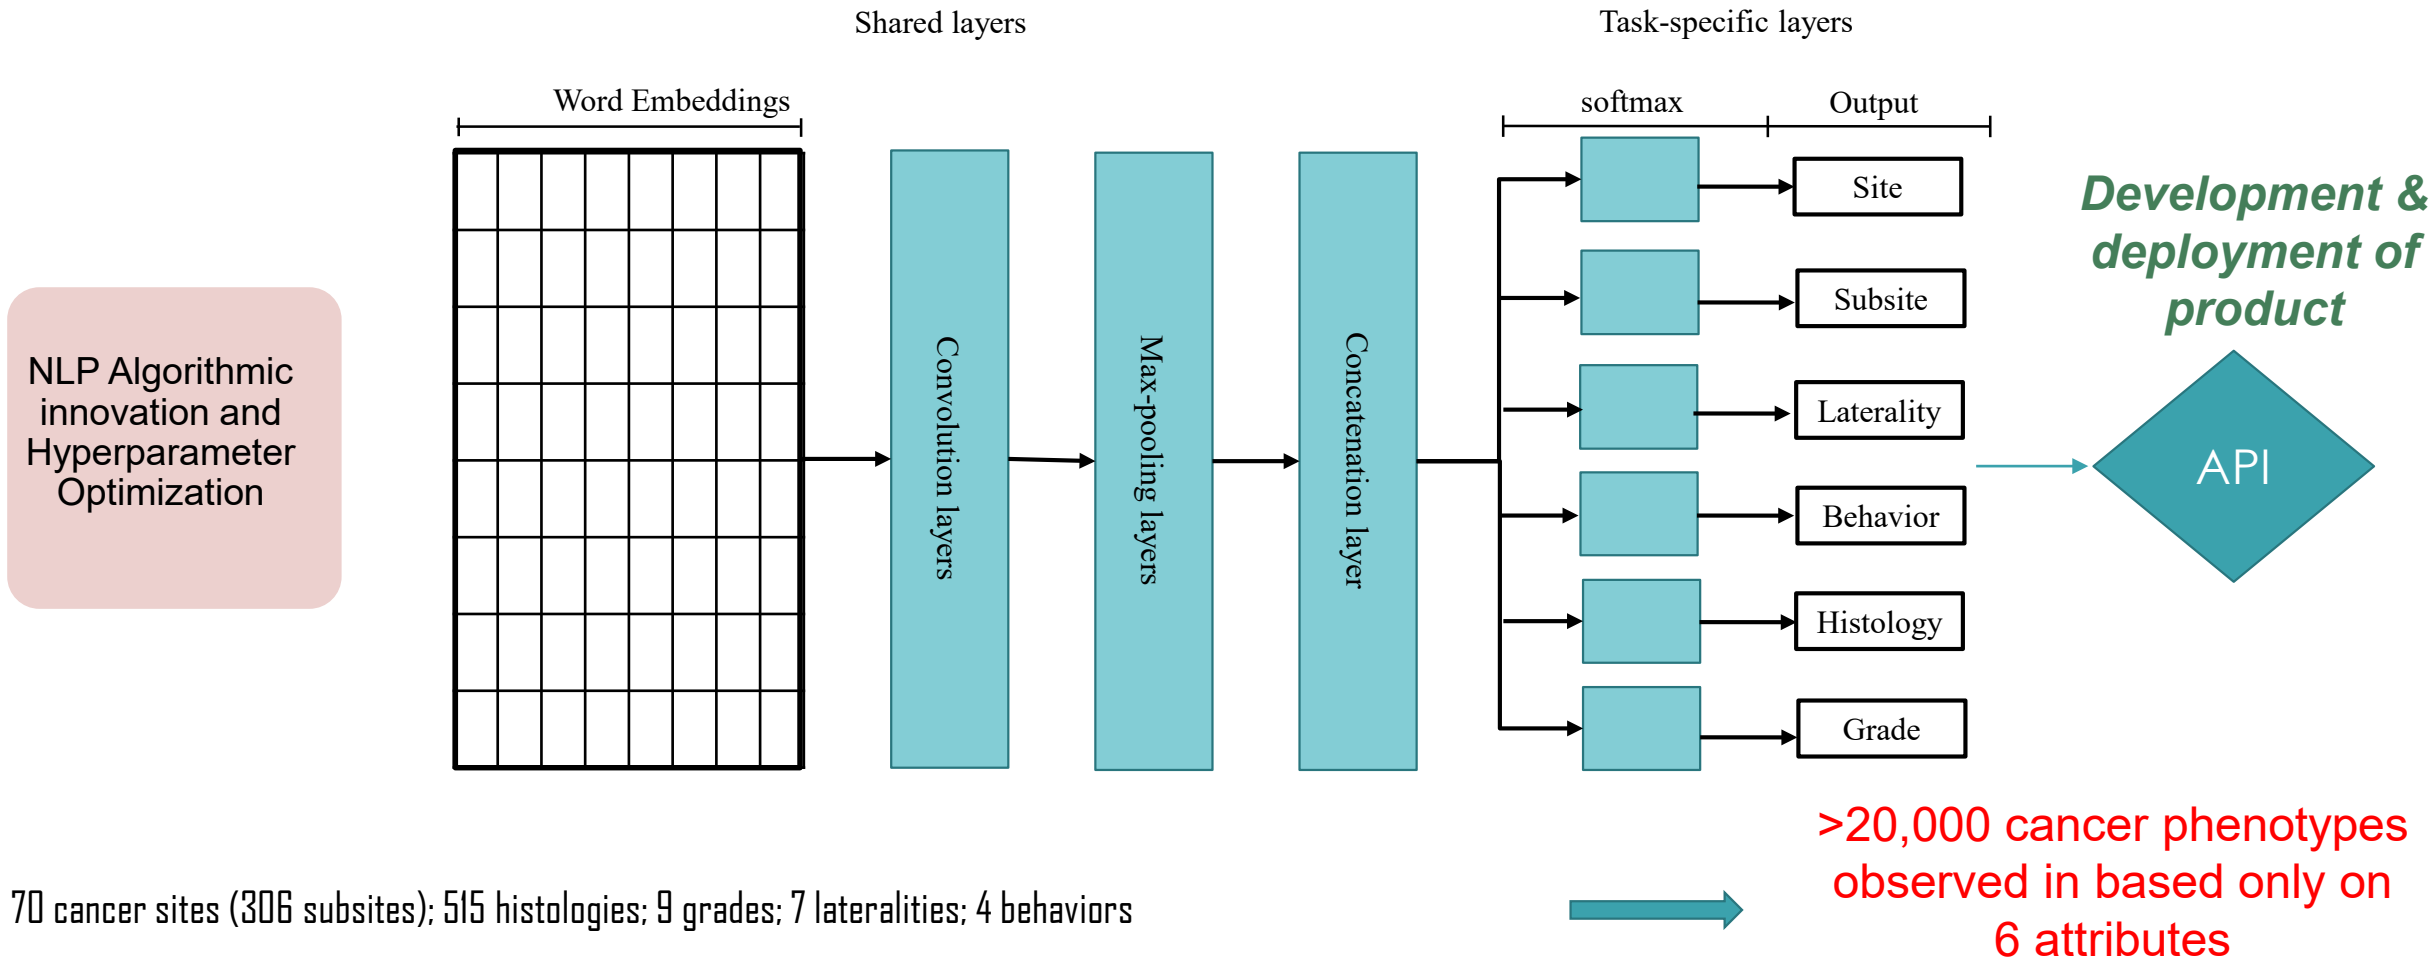 Shared layers
Task-specific layers
Word Embeddings
softmax
Output
NLP Algorithmic
innovation and
Hyperparameter
Optimization
Convolution layers
Max-pooling layers
Concatenation layer
Site
Subsite
Laterality
Behavior
Histology
Grade
Development &
deployment of
product
API
70 cancer sites (306 subsites); 515 histologies; 9 grades; 7 lateralities; 4 behaviors
>20,000 cancer phenotypes
observed in based only on
6 attributes